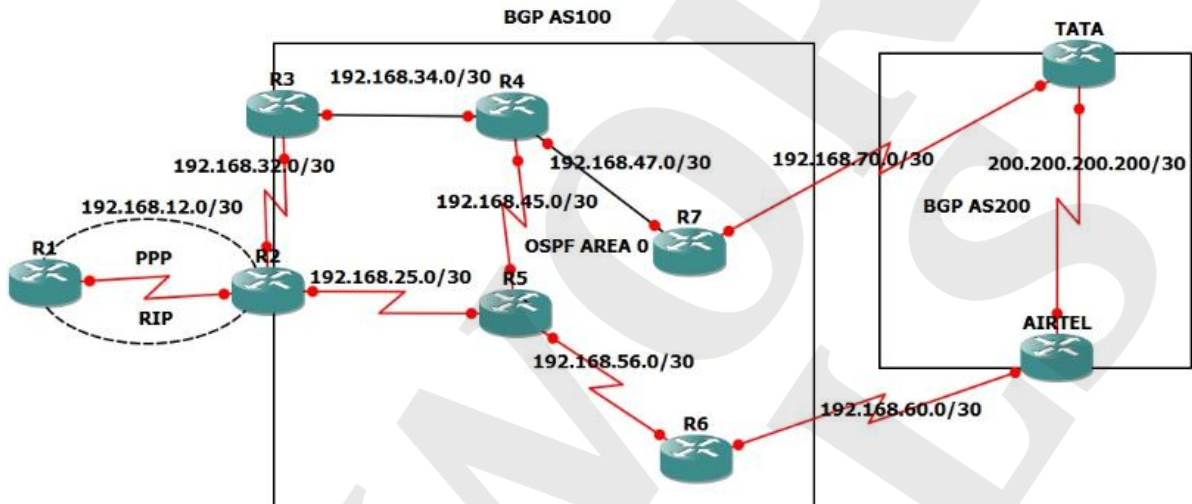 BGP AS100
TATA
R3
192.168.34.0/30
R4
192.168.32.0/30
192.168.47.0/30
192.168.70.0/30
200.200.200.200/30
192.168.12.0/30
192.168.45.0/30
BGP AS200
R7
R1
PPP
R2
OSPF AREA 0
192.168.25.0/30
R5
RIP
AIRTEL
192.168.56.0/30
192.168.60.0/30
R6